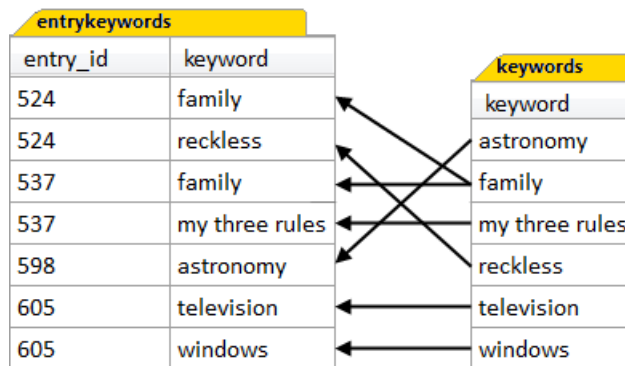 entrykeywords
entry_id keyword
524 family
524 reckless
537 family
537 my three rules
598 astronomy
605 television
605 windows
keywords
keyword
astronomy
family
my three rules
reckless
television
windows